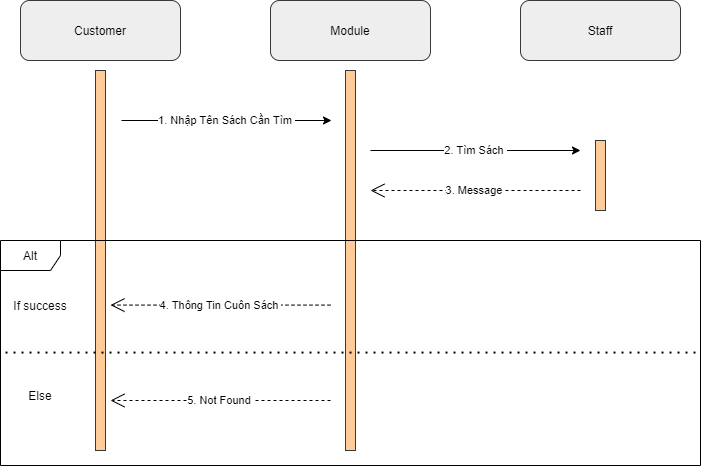 Customer
Module
Staff
1. Nhập Tên Sách Cần Tìm
2. Tìm Sách
3. Message
Alt
If success
4. Thông Tin Cuôn Sách
Else
5. Not Found